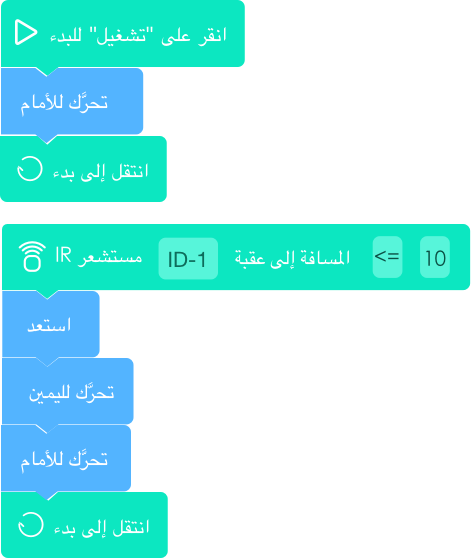 انقر على "تشغيل" للبدء
تحرَّك للأمام
انتقل إلى بدء
مستشعر IR ID-1 المسافة إلى عقبة <= 10
استعد
تحرَّك لليمين
تحرَّك للأمام
انتقل إلى بدء